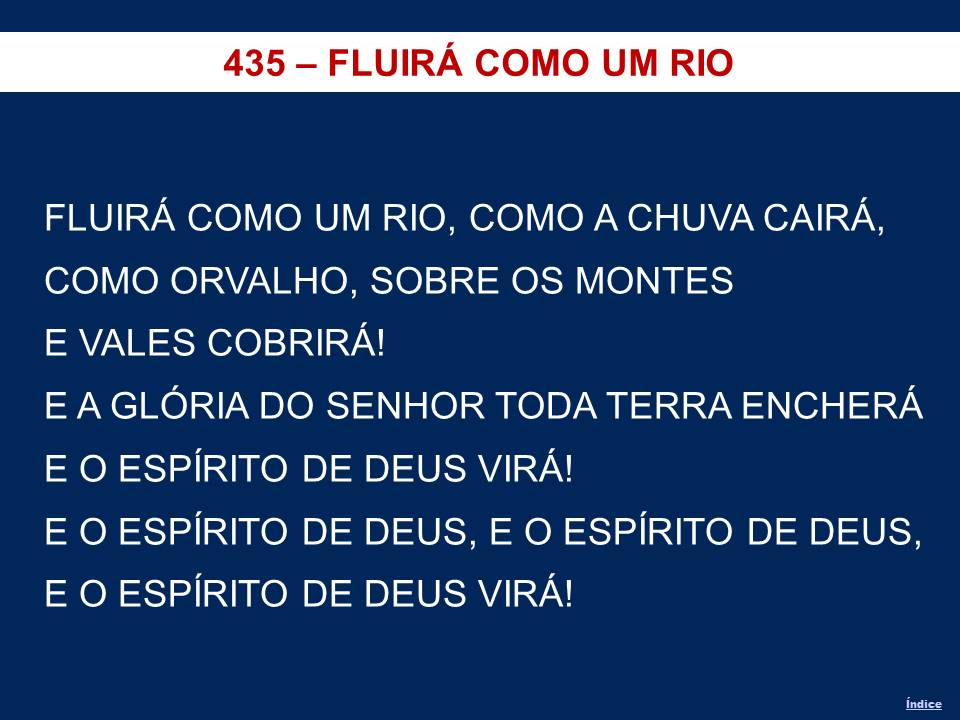 435 – FLUIRÁ COMO UM RIO
FLUIRÁ COMO UM RIO, COMO A CHUVA CAIRÁ,
COMO ORVALHO, SOBRE OS MONTES
E VALES COBRIRÁ!
E A GLÓRIA DO SENHOR TODA TERRA ENCHERÁ
E O ESPÍRITO DE DEUS VIRÁ!
E O ESPÍRITO DE DEUS, E O ESPÍRITO DE DEUS,
E O ESPÍRITO DE DEUS VIRÁ!
Índice